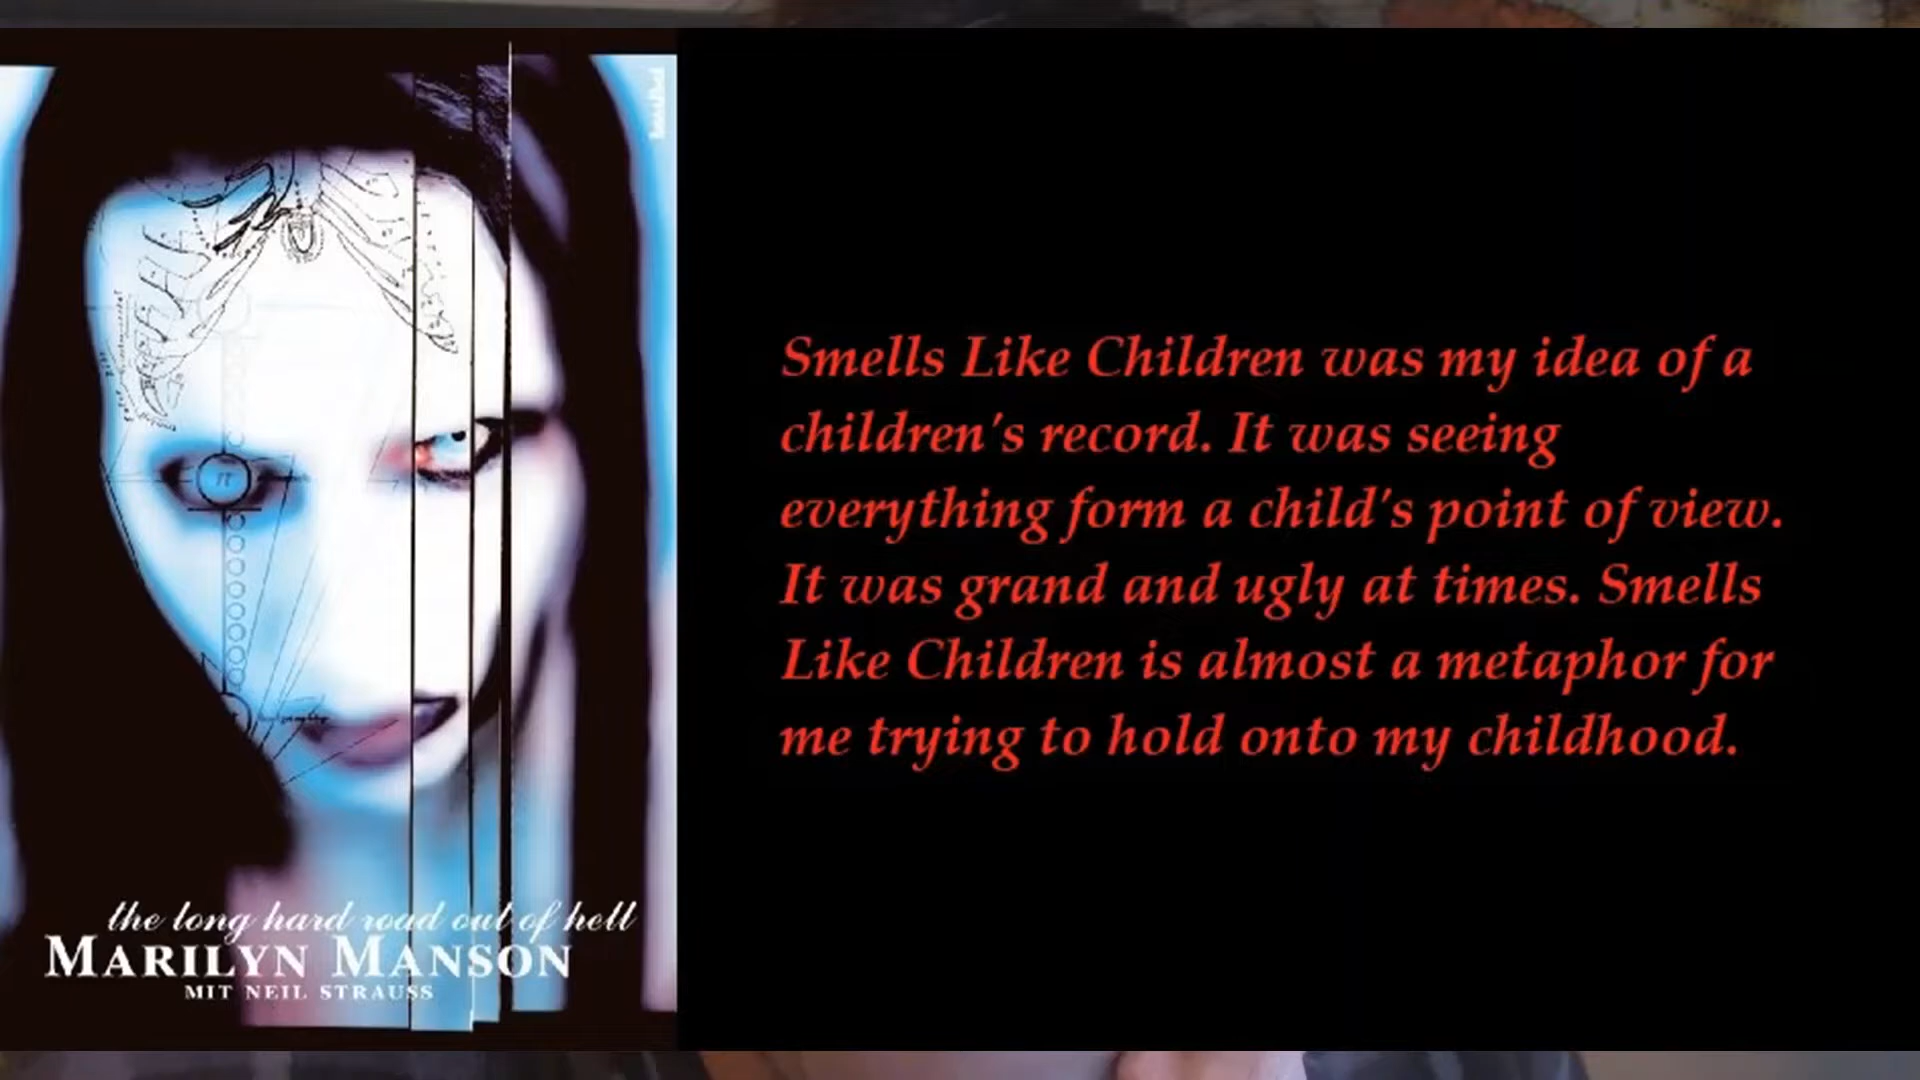 Smells Like Children was my idea of a
children's record. It was seeing
everything form a child's point of view.
It was grand and ugly at times. Smells
Like Children is almost a metaphor for
me trying to hold onto my childhood.
the long hard road out of hell
MARILYN MANSON
MIT NEIL STRAUSS